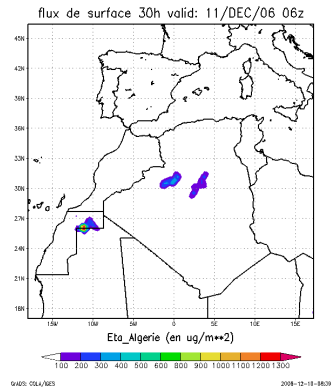 flux de surface 30h valid: 11/DEC/06 06z
45N
42N
39N
36N
33N
30N
27N
24N
21N
18N
15W 10W 5W 0 5E 10E 15E
Eta_Algerie (en ug/m**2)
100 200 300 400 500 600 700 800 900 1000 1100 1200 1300
GrADS: COLA/IGES 2006-12-10-08:39